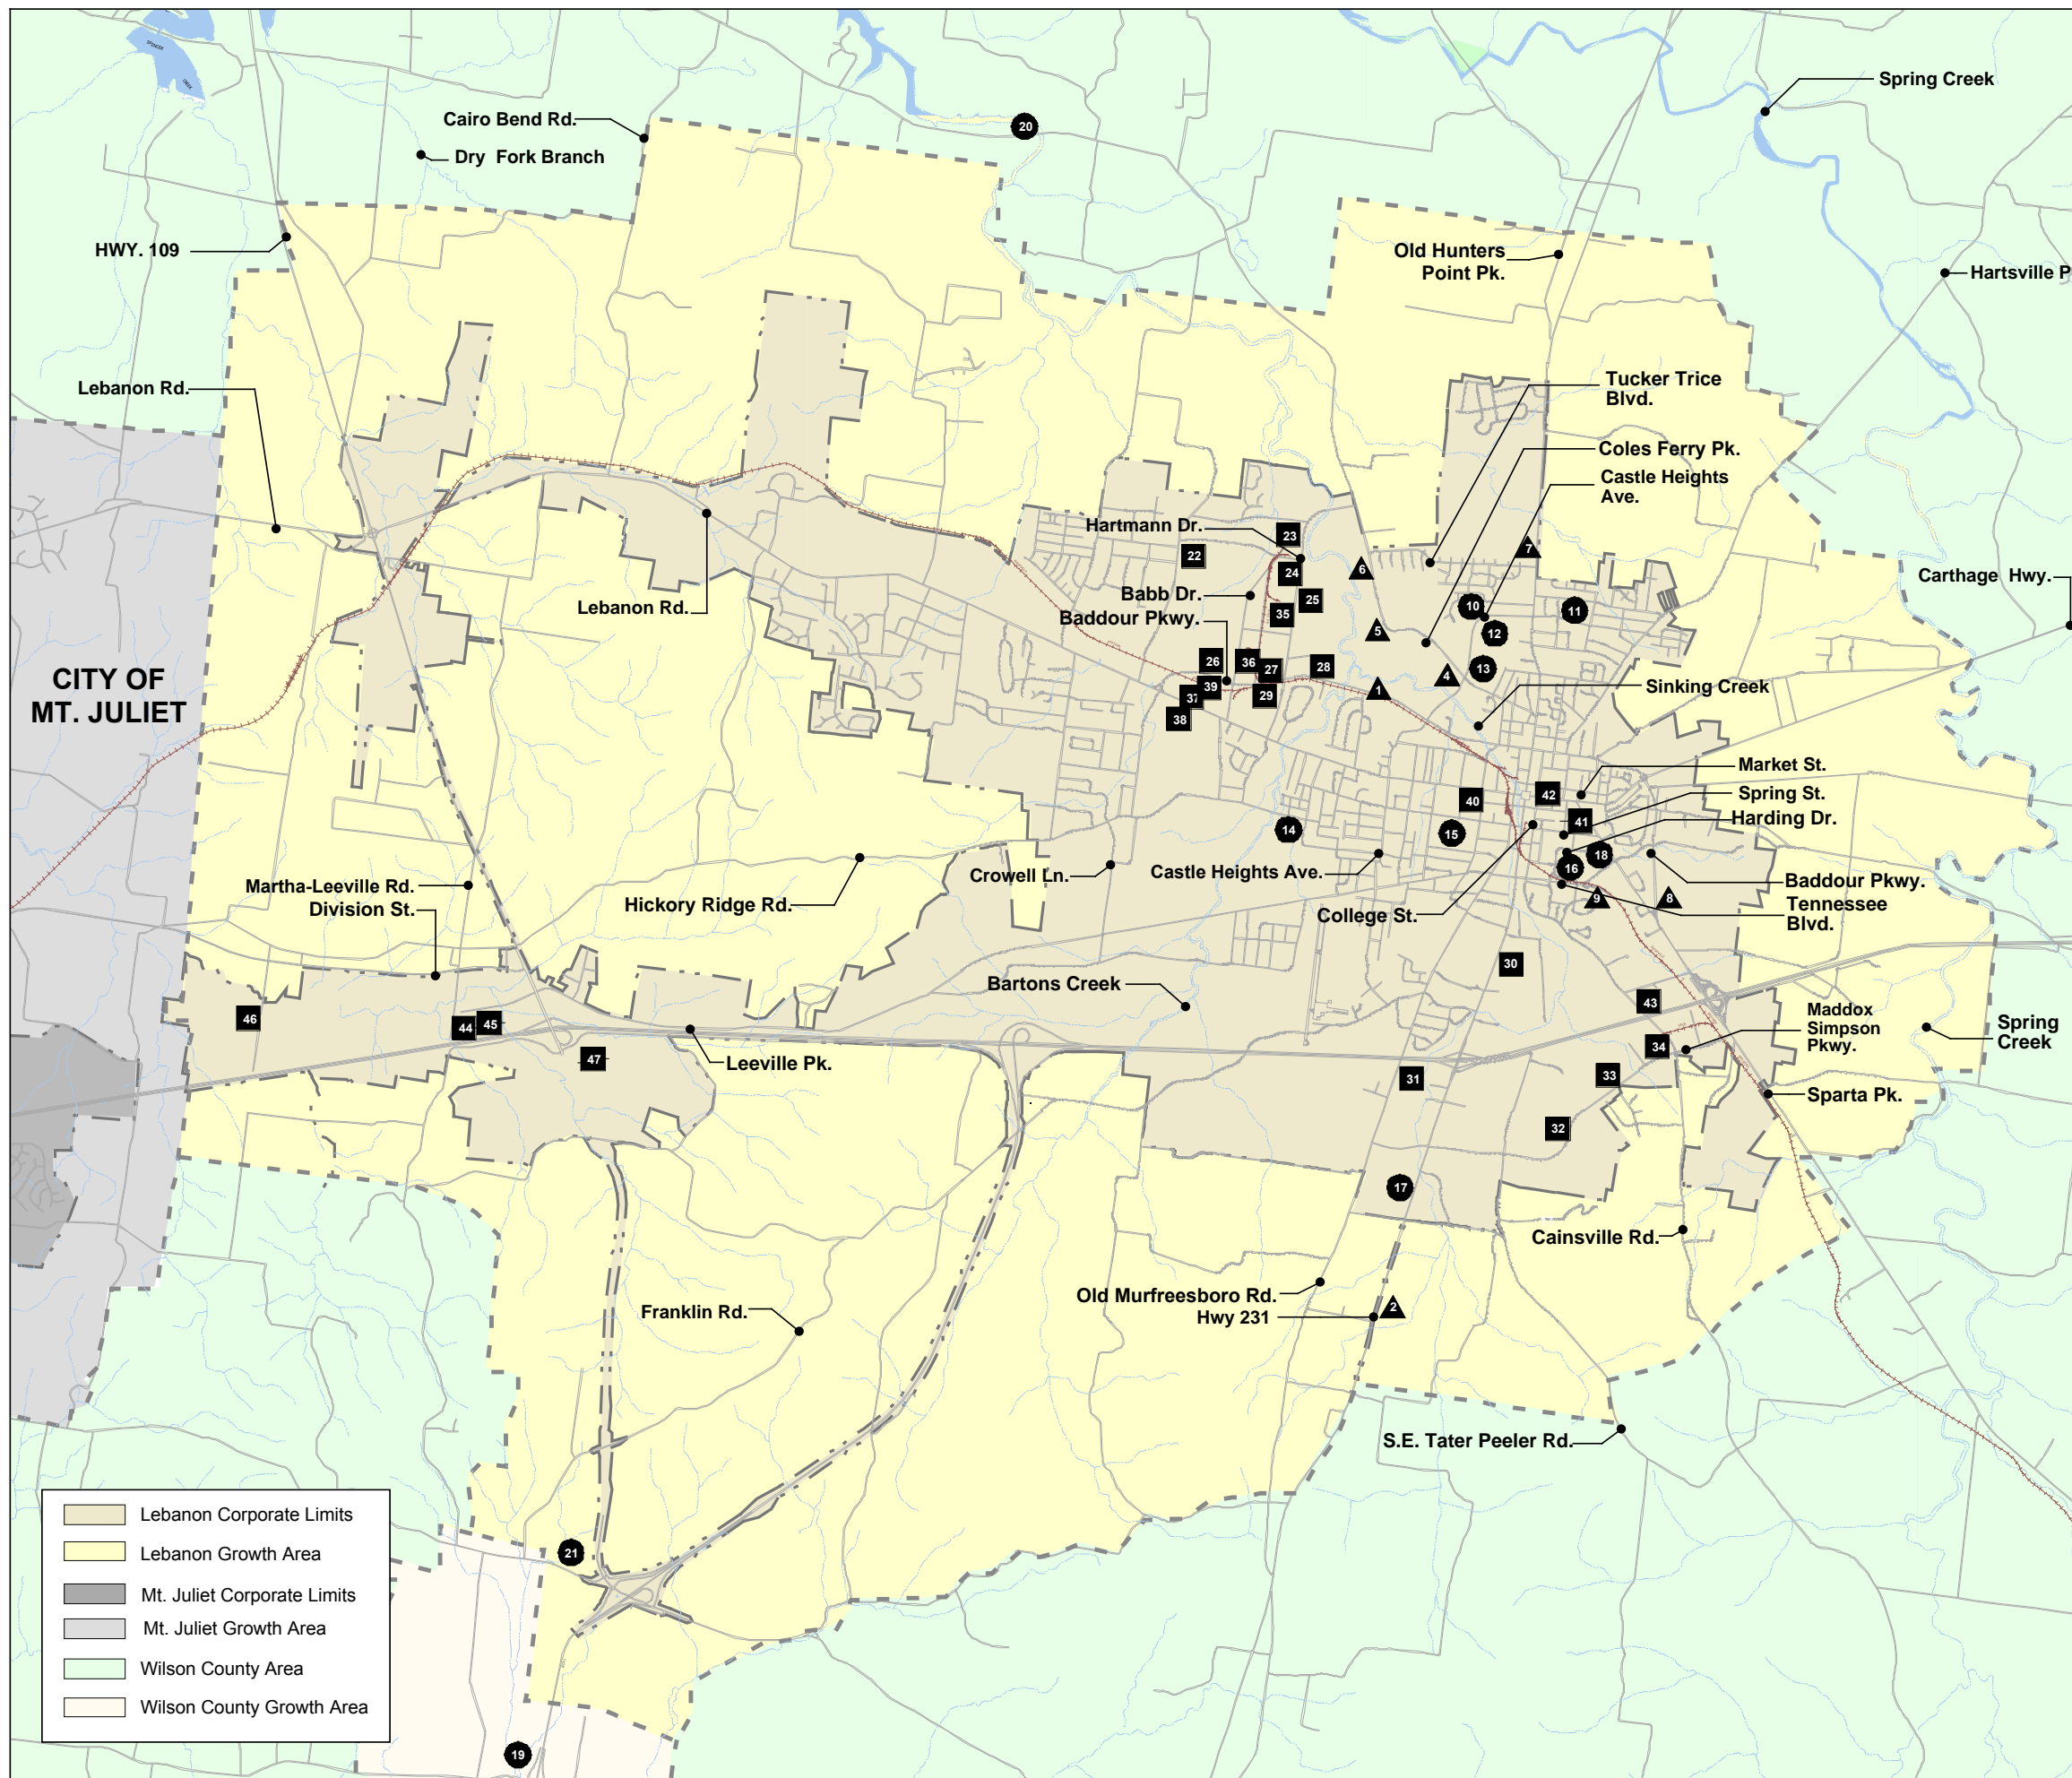 SPENCER
CREEK
Spring Creek
Cairo Bend Rd.
20
Dry Fork Branch
HWY. 109
Old Hunters
Point Pk.
Hartsville P
Lebanon Rd.
Tucker Trice
Blvd.
Coles Ferry Pk.
Castle Heights
Ave.
Hartmann Dr.
23
22
7
24
6
Carthage Hwy.
Babb Dr.
25
Lebanon Rd.
35
10
11
Baddour Pkwy.
5
12
26
36
27
28
13
4
CITY OF
MT. JULIET
39
37
29
1
Sinking Creek
38
Market St.
42
Spring St.
40
41
Harding Dr.
14
15
Castle Heights Ave.
Crowell Ln.
18
16
Martha-Leeville Rd.
Division St.
Hickory Ridge Rd.
College St.
9
8
Baddour Pkwy.
Tennessee
Blvd.
30
Bartons Creek
43
Maddox
Simpson
Pkwy.
Spring
Creek
46
44
45
47
Leeville Pk.
34
31
33
Sparta Pk.
32
17
Cainsville Rd.
Old Murfreesboro Rd.
Hwy 231
2
Franklin Rd.
S.E. Tater Peeler Rd.
Lebanon Corporate Limits
Lebanon Growth Area
Mt. Juliet Corporate Limits
Mt. Juliet Growth Area
Wilson County Area
Wilson County Growth Area
21
19